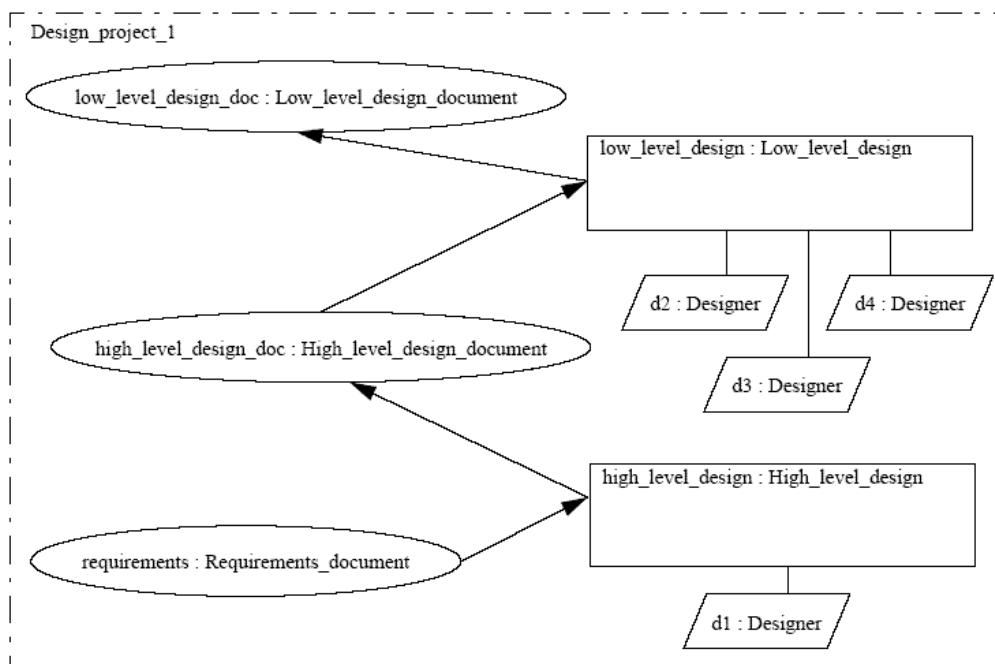 Design_project_1
low_level_design_doc : Low_level_design_document
low_level_design : Low_level_design
d2 : Designer
d4 : Designer
high_level_design_doc : High_level_design_document
d3 : Designer
high_level_design : High_level_design
requirements : Requirements_document
d1 : Designer